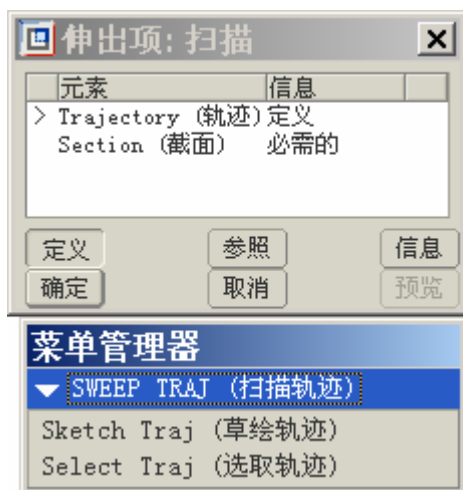 伸出项: 扫描
元素 信息
> Trajectory (轨迹) 定义
Section (截面) 必需的
定义 参照 信息
确定 取消 预览
菜单管理器
SWEEP TRAJ (扫描轨迹)
Sketch Traj (草绘轨迹)
Select Traj (选取轨迹)